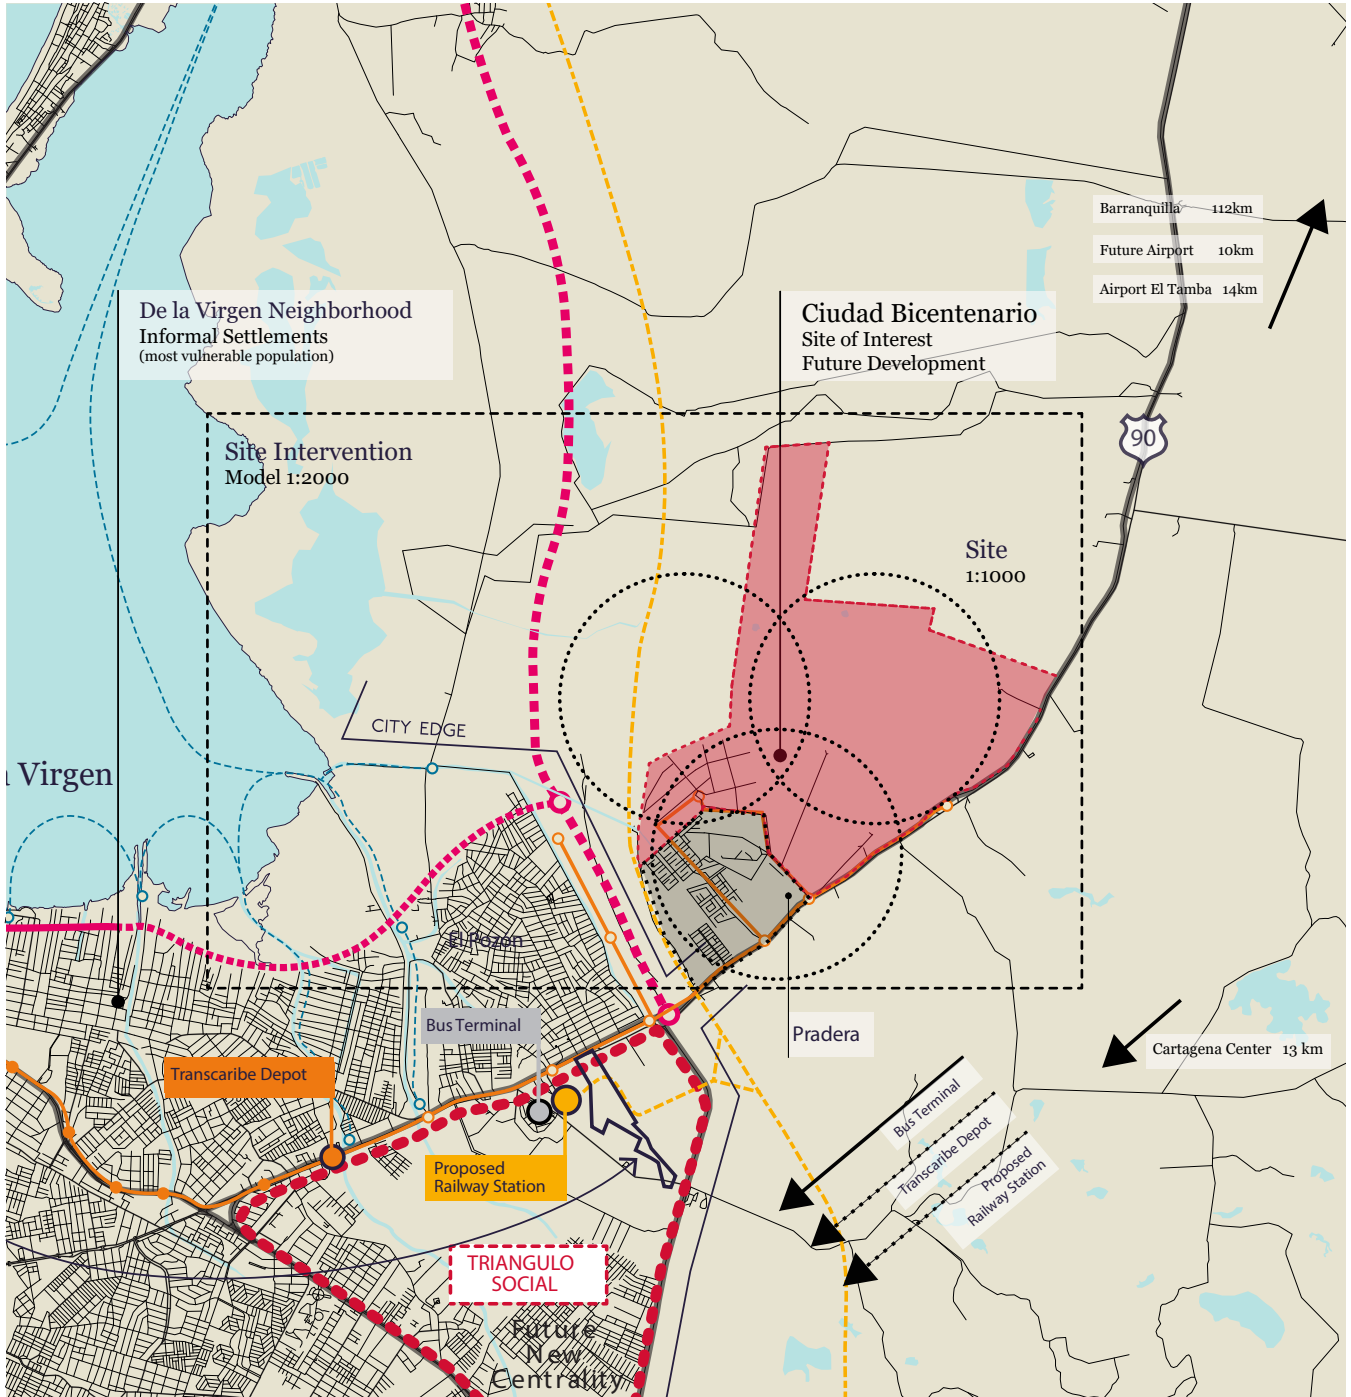 Barranquilla 112km
Future Airport 10km
Airport El Tamba 14km
De la Virgen Neighborhood
Informal Settlements
(most vulnerable population)
Ciudad Bicentenario
Site of Interest
Future Development
90
Site Intervention
Model 1:2000
Site
1:1000
CITY EDGE
Virgen
El Pozon
Bus Terminal
Pradera
Cartagena Center 13 km
Transcaribe Depot
Proposed
Railway Station
Bus Terminal
Transcaribe Depot
Proposed
Railway Station
TRIANGULO
SOCIAL
Future
New
Centrality